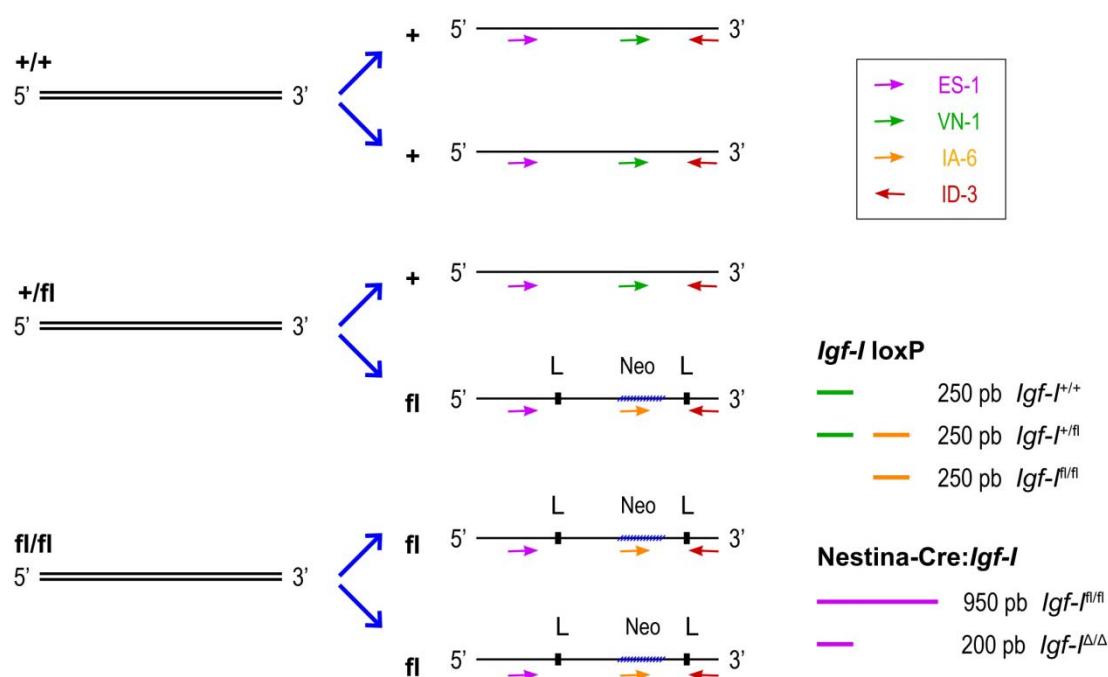 +/+
5’ 3’
+
5’ 3’
+
5’ 3’
ES-1
VN-1
IA-6
ID-3
+/fl
5’ 3’
+
5’ 3’
L Neo L
fl
5’ 3’
fl/fl
5’ 3’
L Neo L
fl
5’ 3’
L Neo L
fl
5’ 3’
Igf-I loxP
250 pb Igf-I+/+
250 pb Igf-I+/fl
250 pb Igf-Ifl/fl
Nestina-Cre:Igf-I
950 pb Igf-Ifl/fl
200 pb Igf-IΔ/Δ